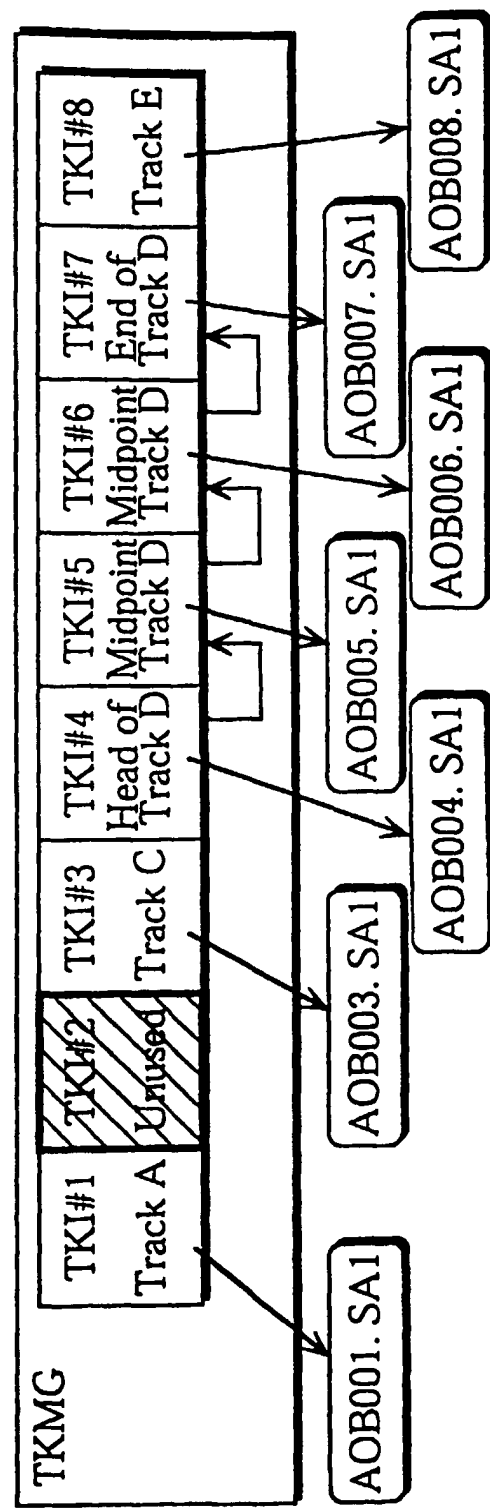 TKMG
TKI#1
Track A
TKI#2
Unused
TKI#3
Track C
TKI#4
Head of
Track D
TKI#5
Midpoint
Track D
TKI#6
Midpoint
Track D
TKI#7
End of
Track D
TKI#8
Track E
AOB001. SA1
AOB003. SA1
AOB004. SA1
AOB005. SA1
AOB006. SA1
AOB007. SA1
AOB008. SA1